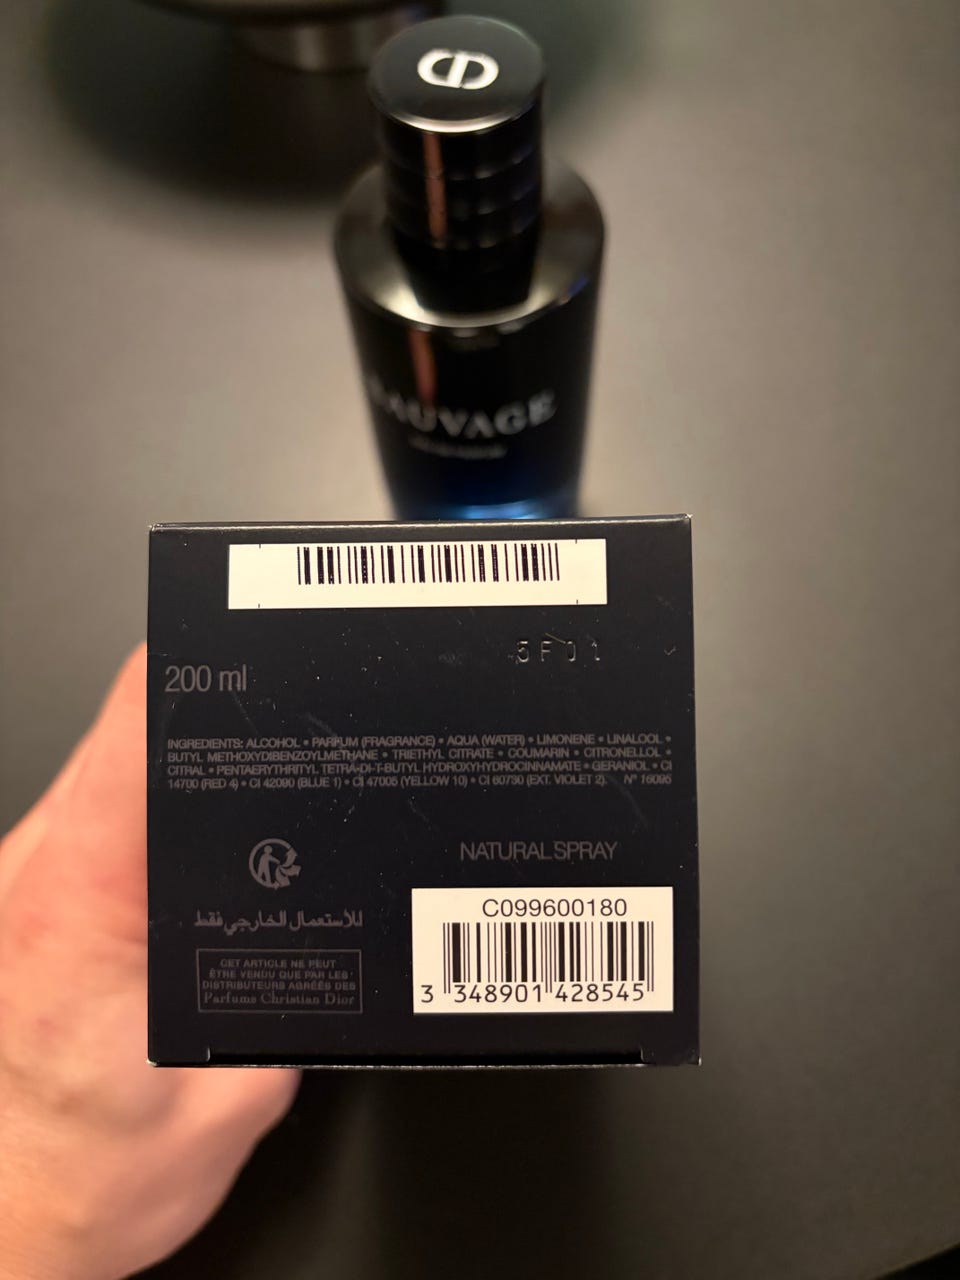 SAUVAGE
5F01
200 ml
INGREDIENTS: ALCOHOL • PARFUM (FRAGRANCE) • AQUA (WATER) • LIMONENE • LINALOOL •
BUTYL METHOXYDIBENZOYLMETHANE • TRIETHYL CITRATE • COUMARIN • CITRONELLOL •
CITRAL • PENTAERYTHRITYL TETRA-DI-T-BUTYL HYDROXYHYDROCINNAMATE • GERANIOL • CI
14700 (RED 4) • CI 42090 (BLUE 1) • CI 47005 (YELLOW 10) • CI 60730 (EXT. VIOLET 2). N° 16095
NATURAL SPRAY
للاستعمال الخارجي فقط
CET ARTICLE NE PEUT
ÊTRE VENDU QUE PAR LES
DISTRIBUTEURS AGRÉÉS DES
Parfums Christian Dior
C099600180
3 348901 428545